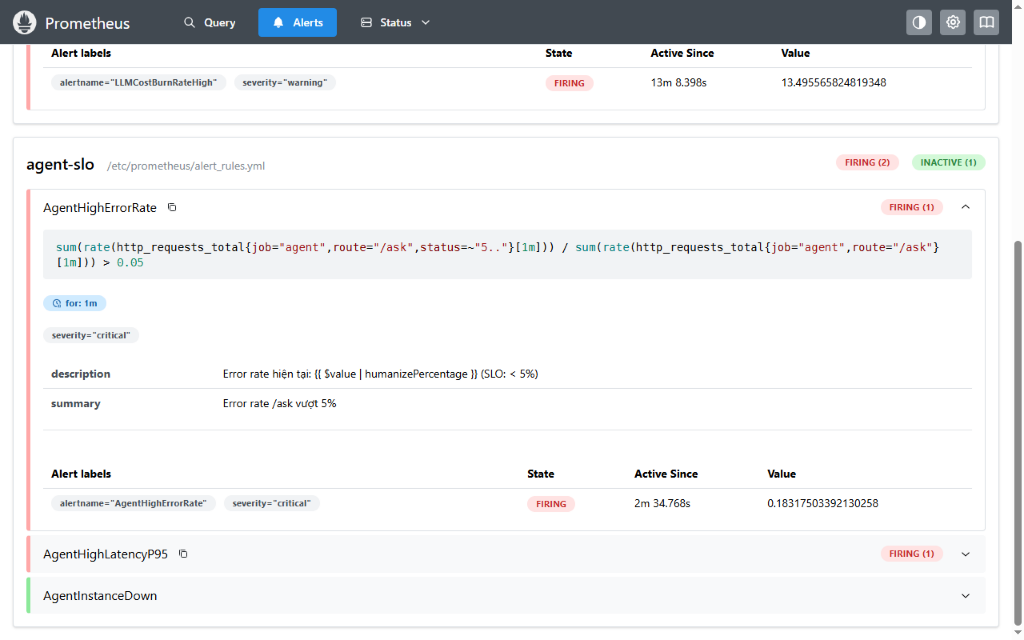 Prometheus Query Alerts Status
Alert labels State Active Since Value
alertname="LLMCostBurnRateHigh" severity="warning" FIRING 13m 8.398s 13.495565824819348
agent-slo /etc/prometheus/alert_rules.yml FIRING (2) INACTIVE (1)
AgentHighErrorRate FIRING (1)
sum(rate(http_requests_total{job="agent",route="/ask",status=~"5.."}[1m])) / sum(rate(http_requests_total{job="agent",route="/ask"}
[1m])) > 0.05
for: 1m
severity="critical"
description Error rate hiện tại: {{ $value | humanizePercentage }} (SLO: < 5%)
summary Error rate /ask vượt 5%
Alert labels State Active Since Value
alertname="AgentHighErrorRate" severity="critical" FIRING 2m 34.768s 0.18317503392130258
AgentHighLatencyP95 FIRING (1)
AgentInstanceDown